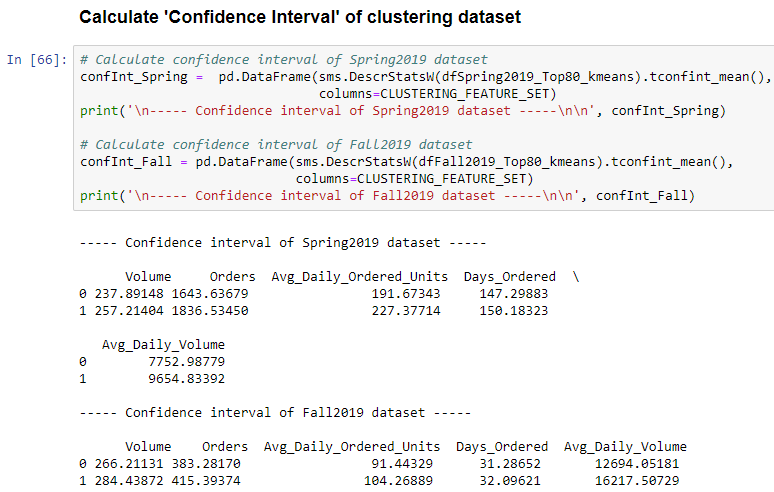 Calculate 'Confidence Interval' of clustering dataset
In [66]: # Calculate confidence interval of Spring2019 dataset
confInt_Spring =  pd.DataFrame(sms.DescrStatsW(dfSpring2019_Top80_kmeans).tconfint_mean(),
                               columns=CLUSTERING_FEATURE_SET)
print('\n----- Confidence interval of Spring2019 dataset -----\n\n', confInt_Spring)
# Calculate confidence interval of Fall2019 dataset
confInt_Fall = pd.DataFrame(sms.DescrStatsW(dfFall2019_Top80_kmeans).tconfint_mean(),
                            columns=CLUSTERING_FEATURE_SET)
print('\n----- Confidence interval of Fall2019 dataset -----\n\n', confInt_Fall)
----- Confidence interval of Spring2019 dataset -----
      Volume     Orders  Avg_Daily_Ordered_Units  Days_Ordered  \
0 237.89148 1643.63679                191.67343     147.29883
1 257.21404 1836.53450                227.37714     150.18323
   Avg_Daily_Volume
0        7752.98779
1        9654.83392
----- Confidence interval of Fall2019 dataset -----
      Volume    Orders  Avg_Daily_Ordered_Units  Days_Ordered  Avg_Daily_Volume
0 266.21131 383.28170                 91.44329      31.28652       12694.05181
1 284.43872 415.39374                104.26889      32.09621       16217.50729